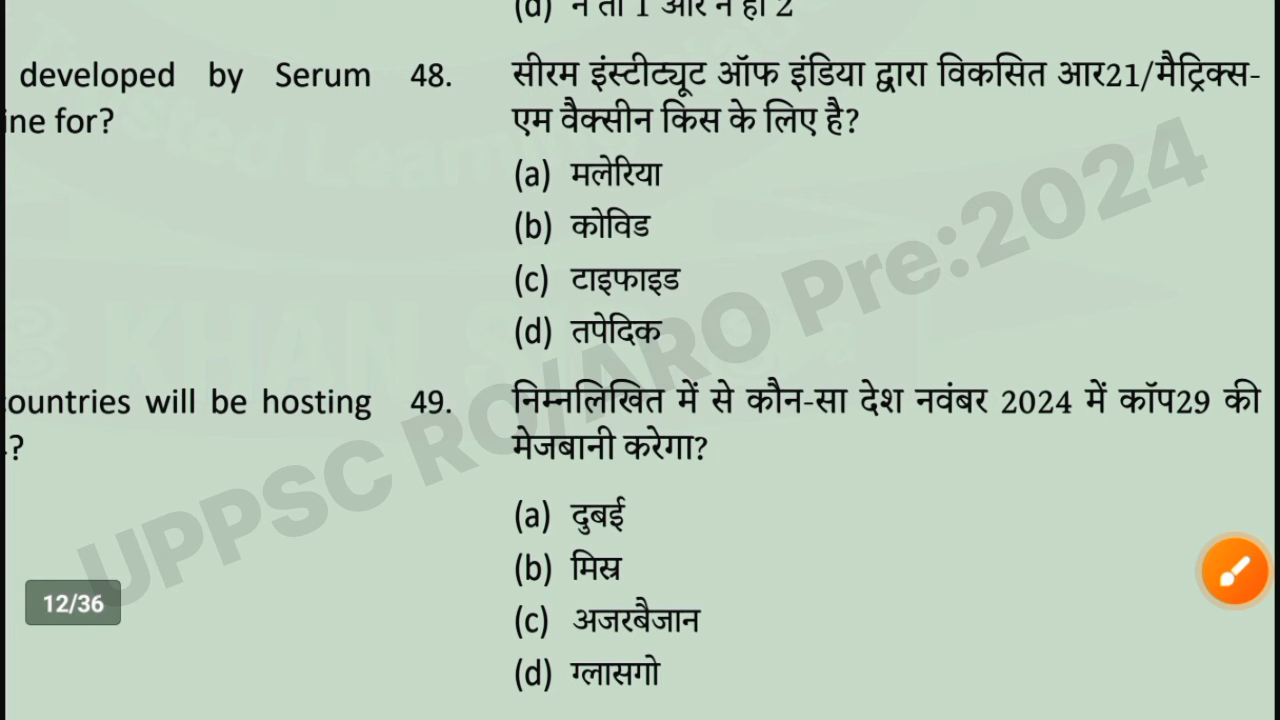 (d) न तो 1 और न ही 2
developed by Serum
ine for?
48. सीरम इंस्टीट्यूट ऑफ इंडिया द्वारा विकसित आर21/मैट्रिक्स-
एम वैक्सीन किस के लिए है?
(a) मलेरिया
(b) कोविड
(c) टाइफाइड
(d) तपेदिक
ountries will be hosting
?
49. निम्नलिखित में से कौन-सा देश नवंबर 2024 में कॉप29 की
मेजबानी करेगा?
(a) दुबई
(b) मिस्र
(c) अजरबैजान
(d) ग्लासगो
UPPSC RO/ARO Pre:2024
12/36